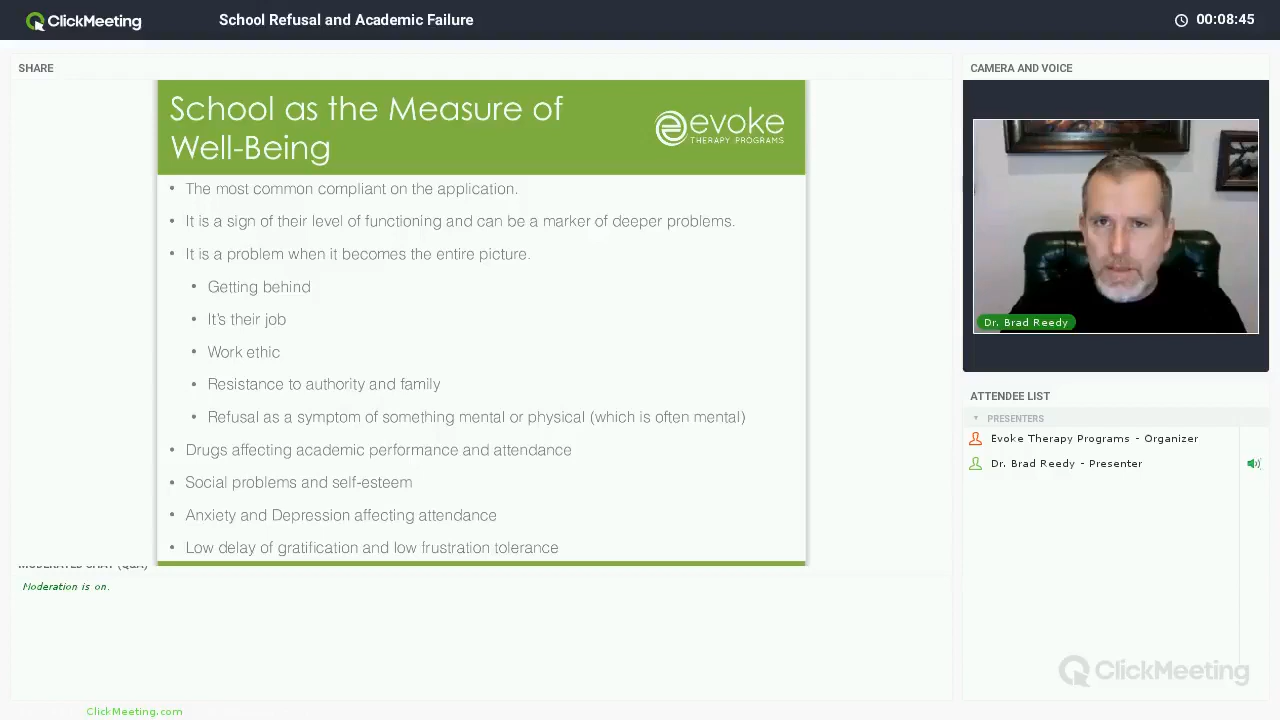 ClickMeeting
School Refusal and Academic Failure
00:08:45
SHARE
School as the Measure of
Well-Being
evoke
THERAPY PROGRAMS
• The most common compliant on the application.
• It is a sign of their level of functioning and can be a marker of deeper problems.
• It is a problem when it becomes the entire picture.
• Getting behind
• It's their job
• Work ethic
• Resistance to authority and family
• Refusal as a symptom of something mental or physical (which is often mental)
• Drugs affecting academic performance and attendance
• Social problems and self-esteem
• Anxiety and Depression affecting attendance
• Low delay of gratification and low frustration tolerance
MODERATED CHAT (Q&A)
Moderation is on.
CAMERA AND VOICE
Dr. Brad Reedy
ATTENDEE LIST
PRESENTERS
Evoke Therapy Programs - Organizer
Dr. Brad Reedy - Presenter
ClickMeeting
ClickMeeting.com